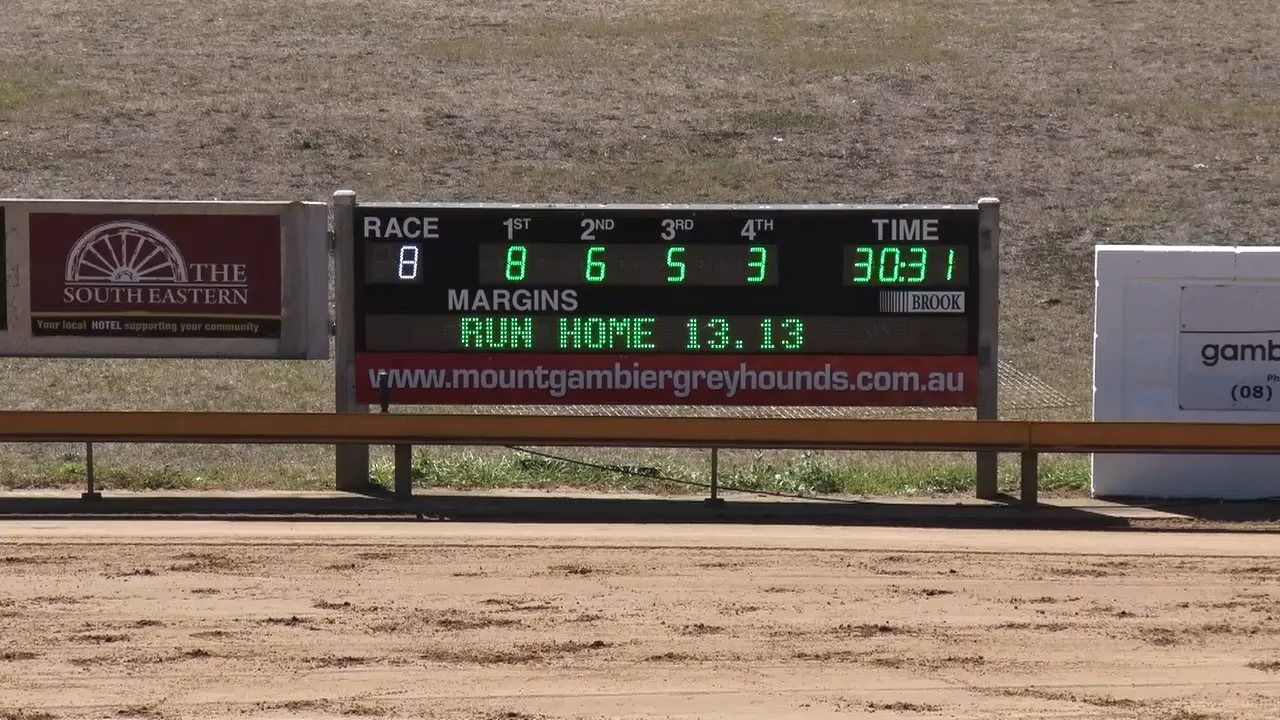 THE
SOUTH EASTERN
Your local HOTEL supporting your community
RACE 1ST 2ND 3RD 4TH TIME
8 8 6 5 3 30:31
MARGINS
BROOK
RUN HOME 13.13
www.mountgambiergreyhounds.com.au
gamb
Ph
(08)